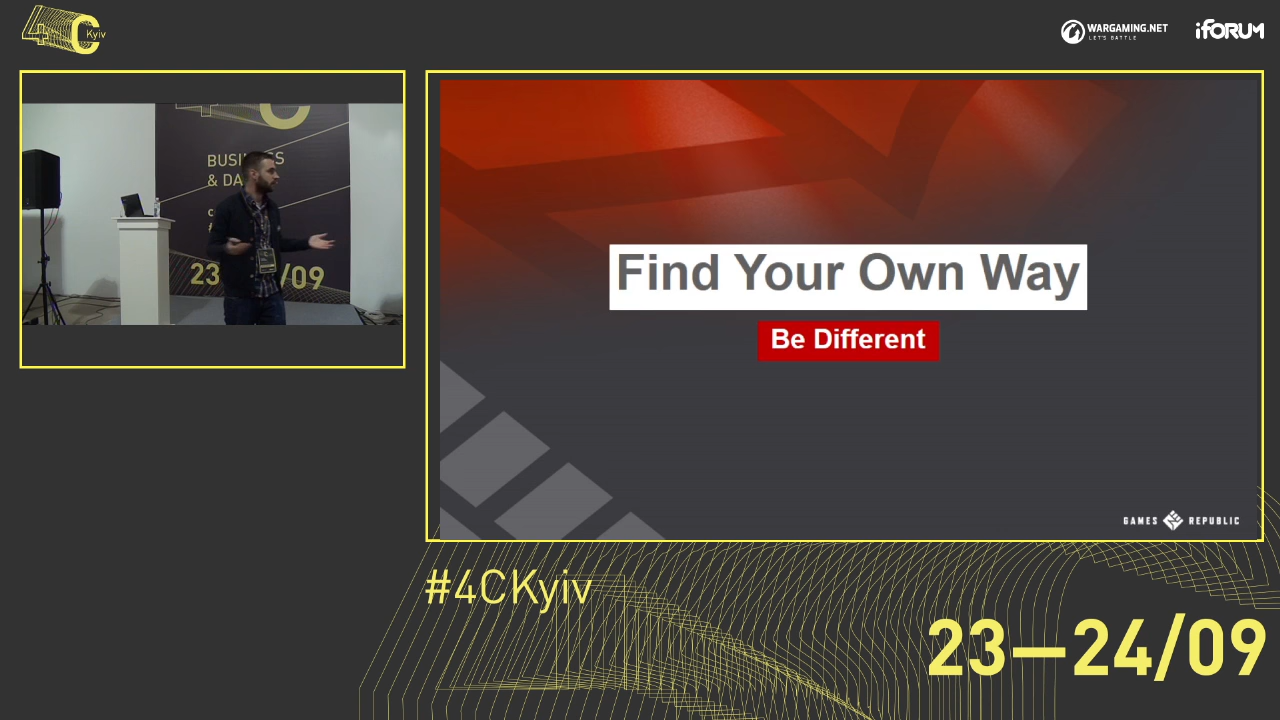 4C Kyiv
WARGAMING.NET
LET'S BATTLE
iFORUM
BUSI
& DA
23
/09
Find Your Own Way
Be Different
GAMES REPUBLIC
#4CKyiv
23—24/09